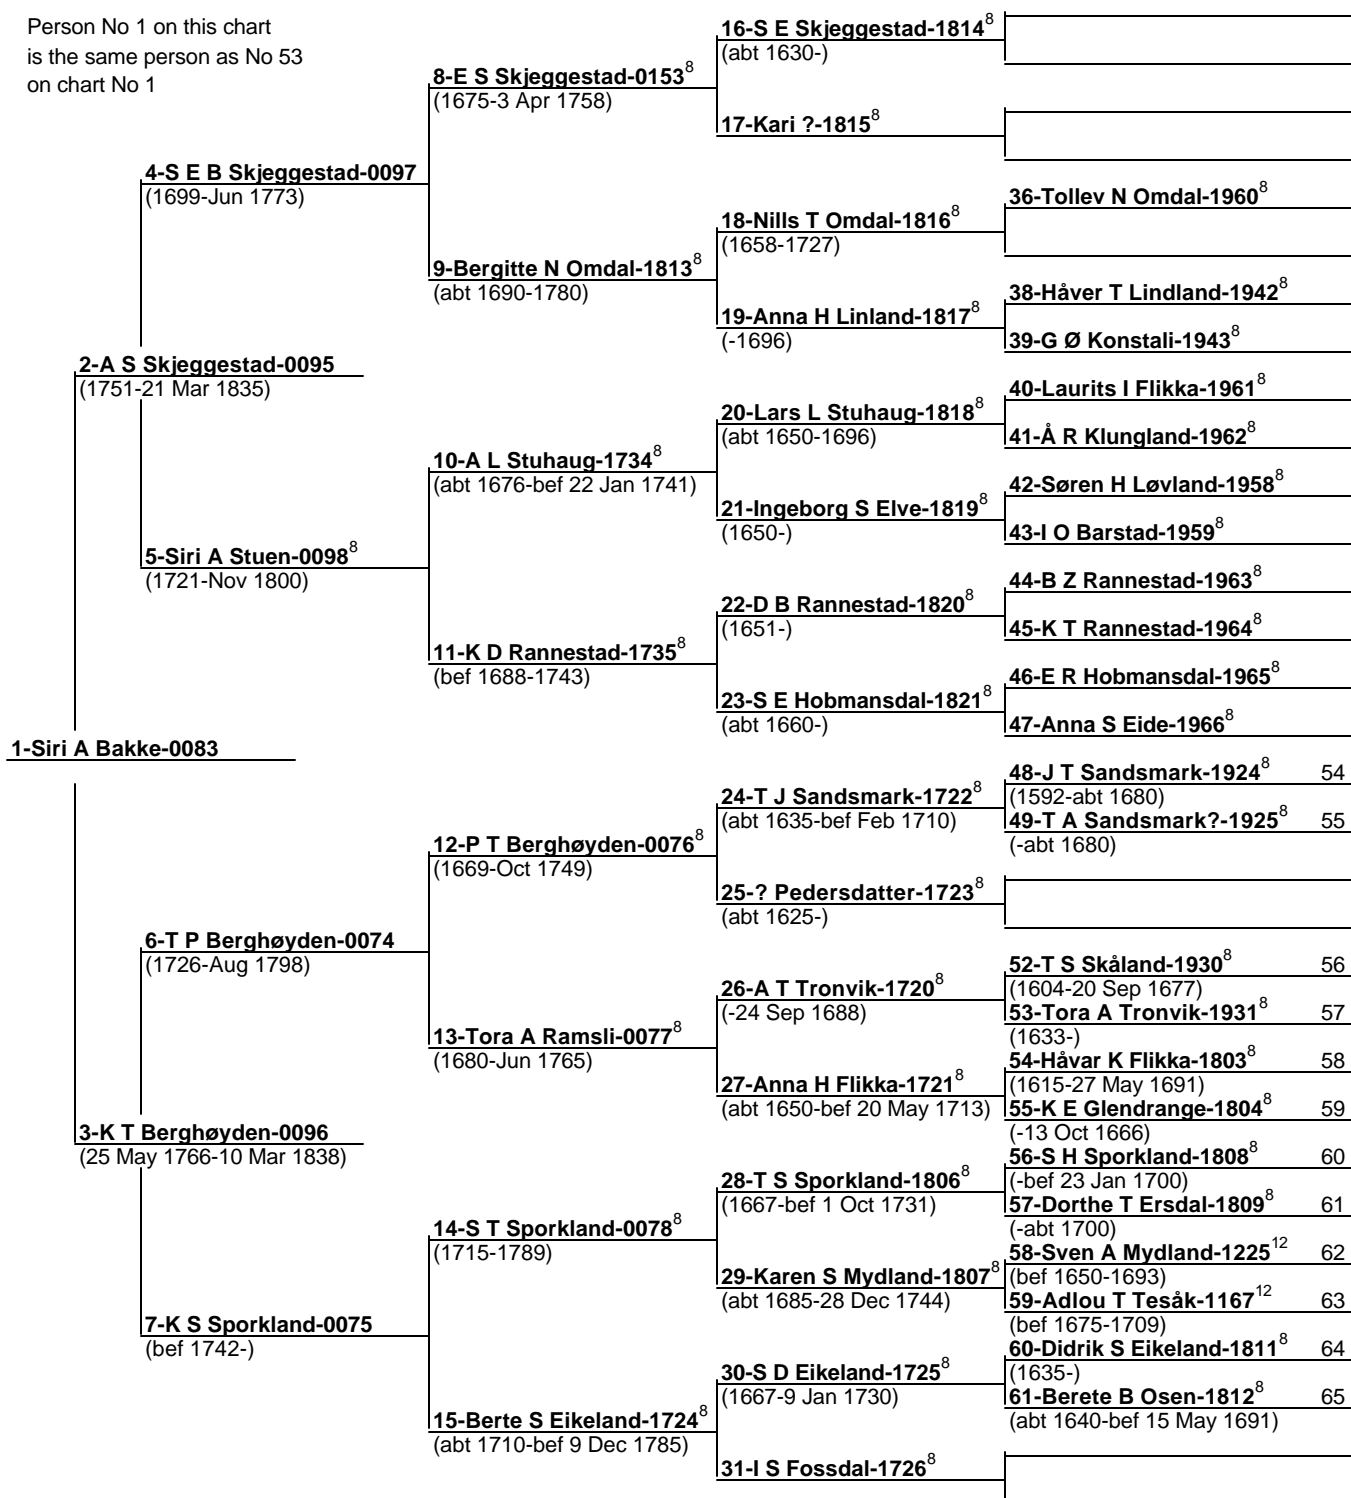 Person No 1 on this chart
is the same person as No 53
on chart No 1
1-Siri A Bakke-0083
2-A S Skjeggestad-0095
(1751-21 Mar 1835)
3-K T Berghøyden-0096
(25 May 1766-10 Mar 1838)
4-S E B Skjeggestad-0097
(1699-Jun 1773)
5-Siri A Stuen-0098⁸
(1721-Nov 1800)
6-T P Berghøyden-0074
(1726-Aug 1798)
7-K S Sporkland-0075
(bef 1742-)
8-E S Skjeggestad-0153⁸
(1675-3 Apr 1758)
9-Bergitte N Omdal-1813⁸
(abt 1690-1780)
10-A L Stuhaug-1734⁸
(abt 1676-bef 22 Jan 1741)
11-K D Rannestad-1735⁸
(bef 1688-1743)
12-P T Berghøyden-0076⁸
(1669-Oct 1749)
13-Tora A Ramsli-0077⁸
(1680-Jun 1765)
14-S T Sporkland-0078⁸
(1715-1789)
15-Berte S Eikeland-1724⁸
(abt 1710-bef 9 Dec 1785)
16-S E Skjeggestad-1814⁸
(abt 1630-)
17-Kari ?-1815⁸
18-Nills T Omdal-1816⁸
(1658-1727)
19-Anna H Linland-1817⁸
(-1696)
20-Lars L Stuhaug-1818⁸
(abt 1650-1696)
21-Ingeborg S Elve-1819⁸
(1650-)
22-D B Rannestad-1820⁸
(1651-)
23-S E Hobmansdal-1821⁸
(abt 1660-)
24-T J Sandsmark-1722⁸
(abt 1635-bef Feb 1710)
25-? Pedersdatter-1723⁸
(abt 1625-)
26-A T Tronvik-1720⁸
(-24 Sep 1688)
27-Anna H Flikka-1721⁸
(abt 1650-bef 20 May 1713)
28-T S Sporkland-1806⁸
(1667-bef 1 Oct 1731)
29-Karen S Mydland-1807⁸
(abt 1685-28 Dec 1744)
30-S D Eikeland-1725⁸
(1667-9 Jan 1730)
31-I S Fossdal-1726⁸
36-Tollev N Omdal-1960⁸
38-Håver T Lindland-1942⁸
39-G Ø Konstali-1943⁸
40-Laurits I Flikka-1961⁸
41-Å R Klungland-1962⁸
42-Søren H Løvland-1958⁸
43-I O Barstad-1959⁸
44-B Z Rannestad-1963⁸
45-K T Rannestad-1964⁸
46-E R Hobmansdal-1965⁸
47-Anna S Eide-1966⁸
48-J T Sandsmark-1924⁸ 54
(1592-abt 1680)
49-T A Sandsmark?-1925⁸ 55
(-abt 1680)
52-T S Skåland-1930⁸ 56
(1604-20 Sep 1677)
53-Tora A Tronvik-1931⁸ 57
(1633-)
54-Håvar K Flikka-1803⁸ 58
(1615-27 May 1691)
55-K E Glendrange-1804⁸ 59
(-13 Oct 1666)
56-S H Sporkland-1808⁸ 60
(-bef 23 Jan 1700)
57-Dorthe T Ersdal-1809⁸ 61
(-abt 1700)
58-Sven A Mydland-1225¹² 62
(bef 1650-1693)
59-Adlou T Tesåk-1167¹² 63
(bef 1675-1709)
60-Didrik S Eikeland-1811⁸ 64
(1635-)
61-Berete B Osen-1812⁸ 65
(abt 1640-bef 15 May 1691)